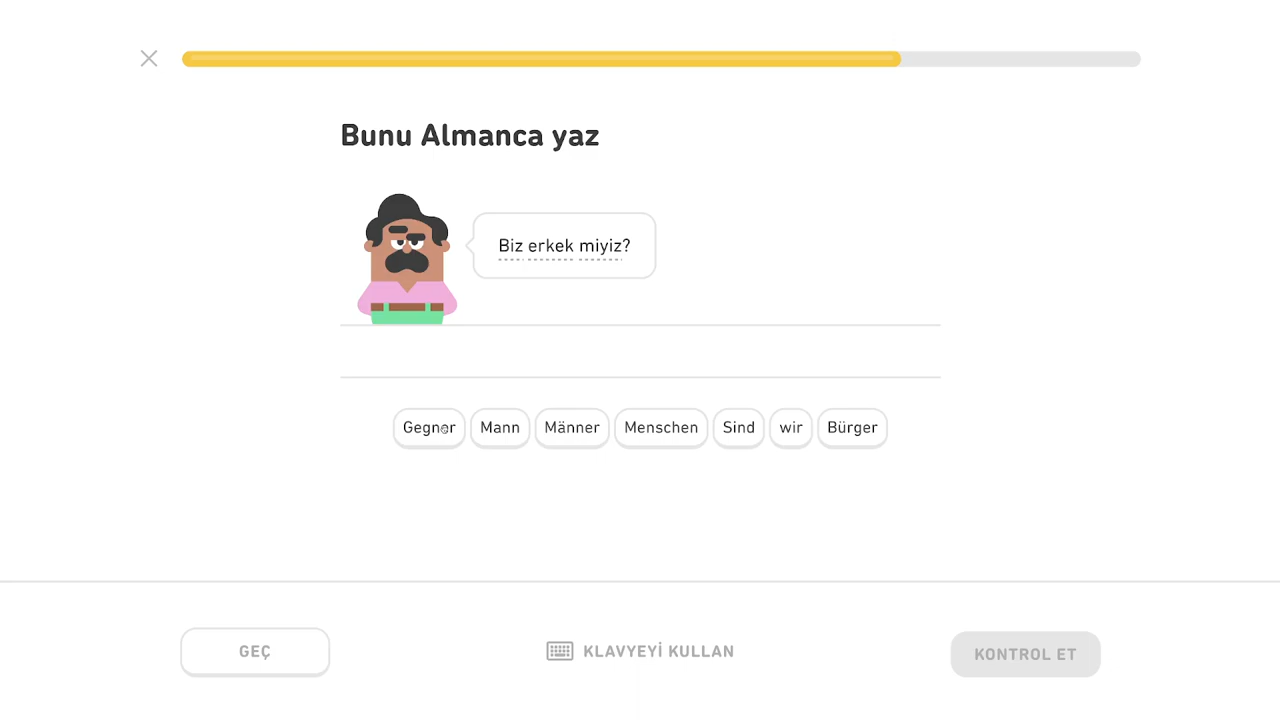 Bunu Almanca yaz
Biz erkek miyiz?
Gegner Mann Männer Menschen Sind wir Bürger
GEÇ KLAVYEYİ KULLAN KONTROL ET